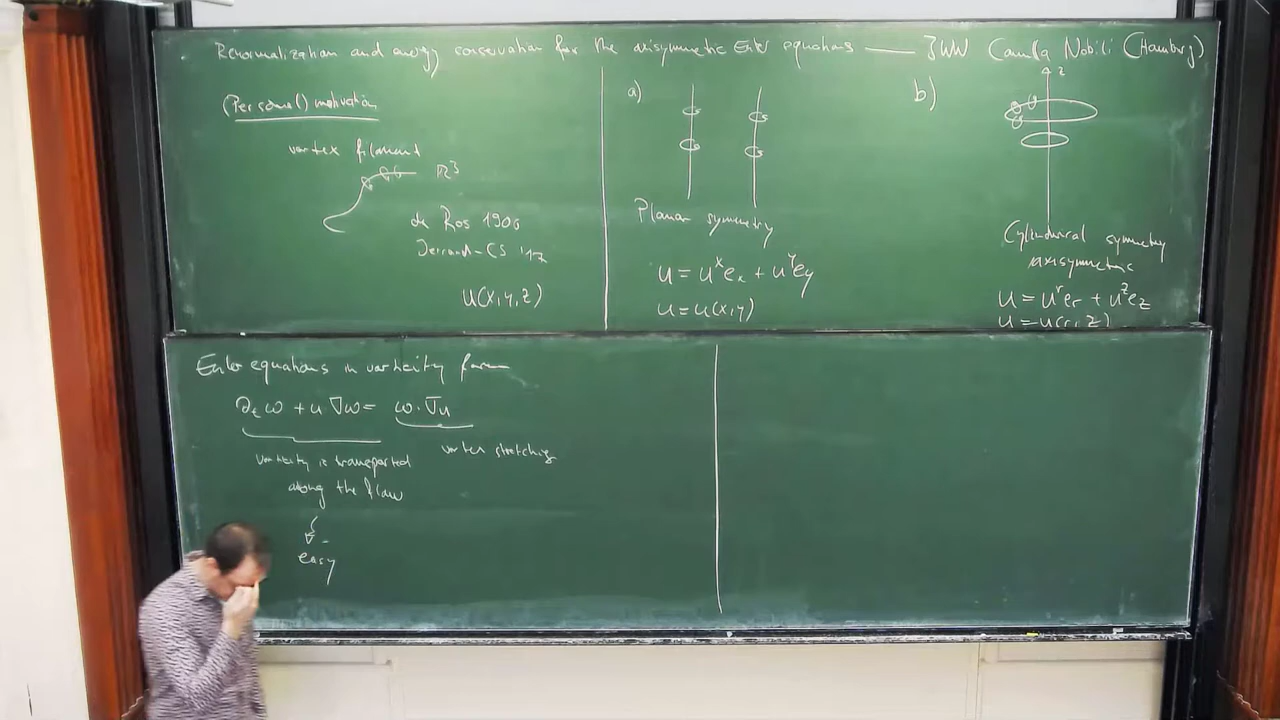 Renormalization and energy conservation for the axisymmetric Euler equations — JWW Camilla Nobili (Hamburg)
(Personal) motivation
vortex filament
ℝ³
da Rios 1906
Jerrard-CS '17
u(x,y,z)
a)
Planar symmetry
u = u^x e_x + u^y e_y
u = u(x,y)
b)
z
Cylindrical symmetry
axisymmetric
u = u^r e_r + u^z e_z
u = u(r,z)
Euler equations in vorticity form
∂_t ω + u·∇ω = ω·∇u
vorticity is transported
along the flow
vortex stretching
easy